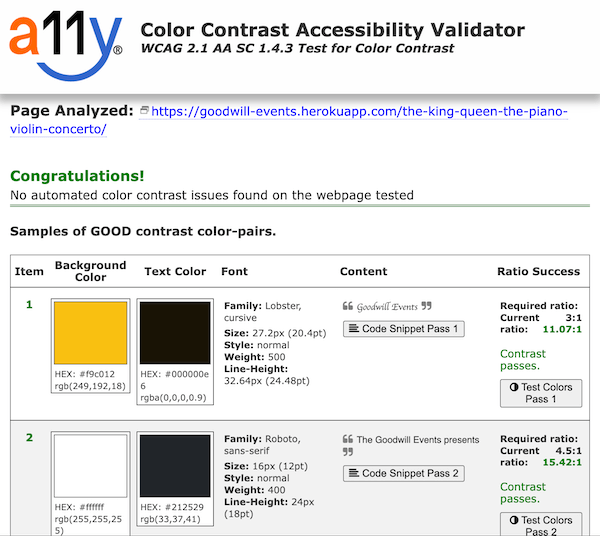 a11y®
Color Contrast Accessibility Validator
WCAG 2.1 AA SC 1.4.3 Test for Color Contrast
Page Analyzed: https://goodwill-events.herokuapp.com/the-king-queen-the-piano-
violin-concerto/
Congratulations!
No automated color contrast issues found on the webpage tested
Samples of GOOD contrast color-pairs.
Item Background Color Text Color Font Content Ratio Success
1
HEX: #f9c012
rgb(249,192,18)
HEX: #000000e
6
rgba(0,0,0,0.9)
Family: Lobster,
cursive
Size: 27.2px (20.4pt)
Style: normal
Weight: 500
Line-Height:
32.64px (24.48pt)
❝ Goodwill Events ❞
Code Snippet Pass 1
Required ratio:
Current 3:1
ratio: 11.07:1
Contrast
passes.
Test Colors
Pass 1
2
HEX: #ffffff
rgb(255,255,25
5)
HEX: #212529
rgb(33,37,41)
Family: Roboto,
sans-serif
Size: 16px (12pt)
Style: normal
Weight: 400
Line-Height: 24px
(18pt)
❝ The Goodwill Events presents
❞
Code Snippet Pass 2
Required ratio:
Current 4.5:1
ratio: 15.42:1
Contrast
passes.
Test Colors
Pass 2